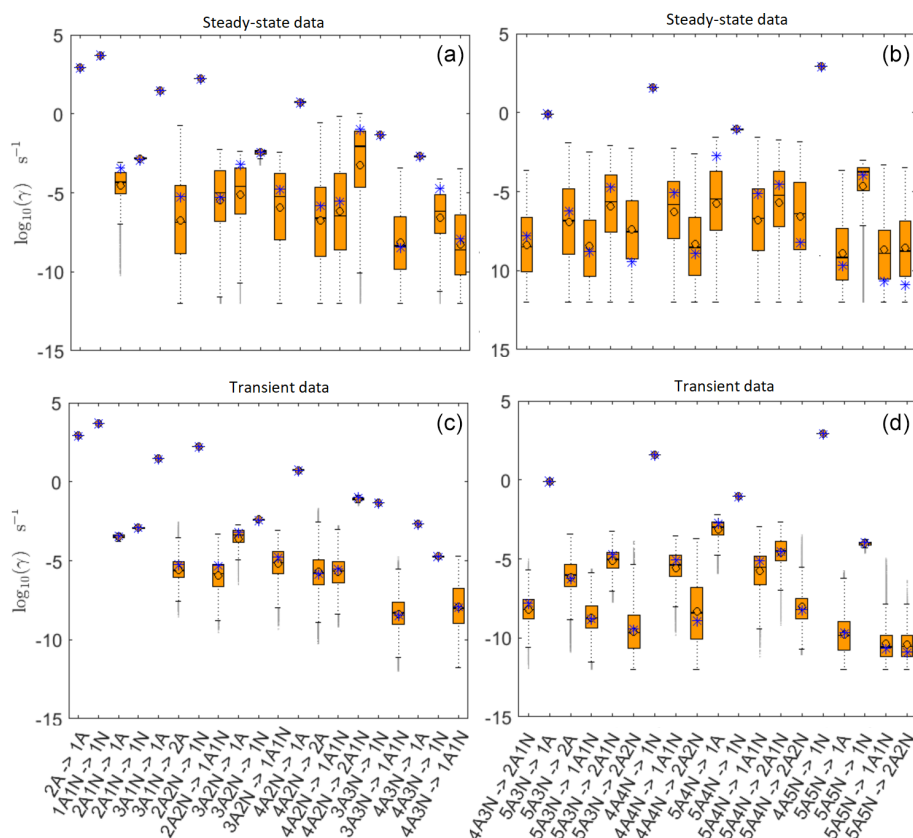 Steady-state data
Steady-state data
(a)
(b)
5
0
-5
-10
-15
log₁₀(γ) s⁻¹
5
0
-5
-10
-15
Transient data
Transient data
(c)
(d)
5
0
-5
-10
-15
log₁₀(γ) s⁻¹
5
0
-5
-10
-15
2A -> 1A
1A1N -> 1N
2A1N -> 1A
2A1N -> 1N
3A1N -> 1A
3A1N -> 2A
2A2N -> 1N
2A2N -> 1A1N
3A2N -> 1A
3A2N -> 1N
3A2N -> 1A1N
4A2N -> 1A
4A2N -> 2A
4A2N -> 1A1N
4A2N -> 2A1N
3A3N -> 1N
3A3N -> 1A1N
4A3N -> 1A
4A3N -> 1N
4A3N -> 1A1N
4A3N -> 2A1N
5A3N -> 1A
5A3N -> 2A
5A3N -> 1A1N
5A3N -> 2A1N
5A3N -> 2A2N
4A4N -> 1N
4A4N -> 1A1N
4A4N -> 2A2N
5A4N -> 1A
5A4N -> 1N
5A4N -> 1A1N
5A4N -> 2A1N
5A4N -> 2A2N
4A5N -> 1N
5A5N -> 1A
5A5N -> 1N
5A5N -> 1A1N
5A5N -> 2A2N